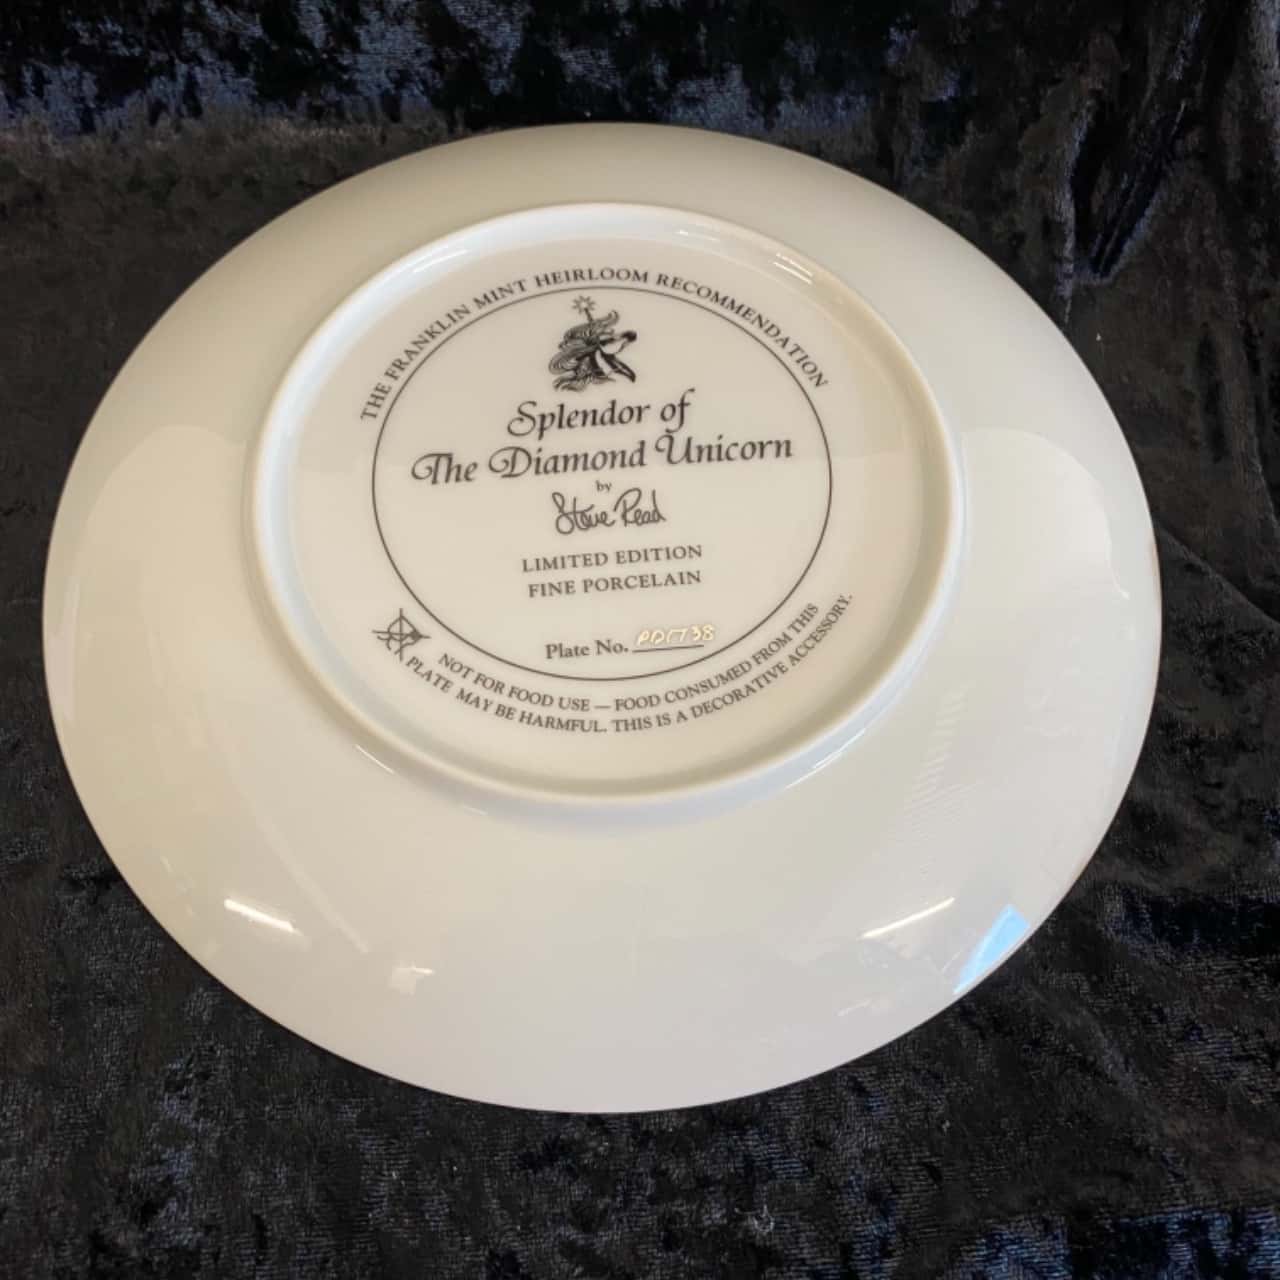 THE FRANKLIN MINT HEIRLOOM RECOMMENDATION
Splendor of
The Diamond Unicorn
by
Steve Read
LIMITED EDITION
FINE PORCELAIN
Plate No.
NOT FOR FOOD USE — FOOD CONSUMED FROM THIS
PLATE MAY BE HARMFUL. THIS IS A DECORATIVE ACCESSORY.